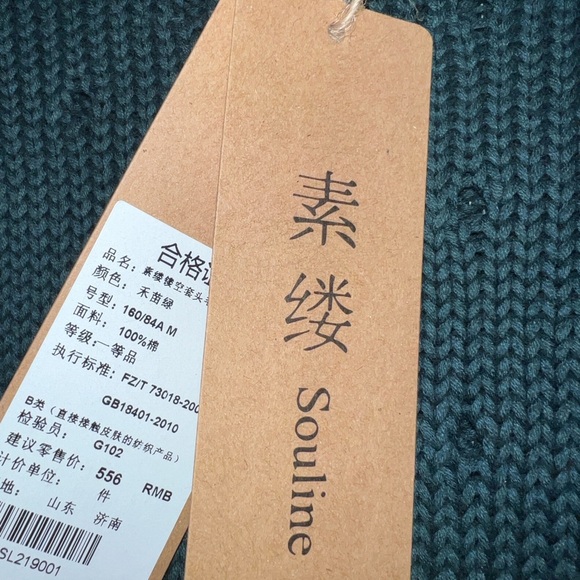 素缕 Souline
合格
品名：素缕镂空套头
颜色：禾苗绿
号型：160/84A M
面料：100%棉
等级：一等品
执行标准：FZ/T 73018-200
GB18401-2010
B类（直接接触皮肤的纺织产品）
检验员：G102
建议零售价：556 RMB
计价单位：件
地：山东 济南
SL219001